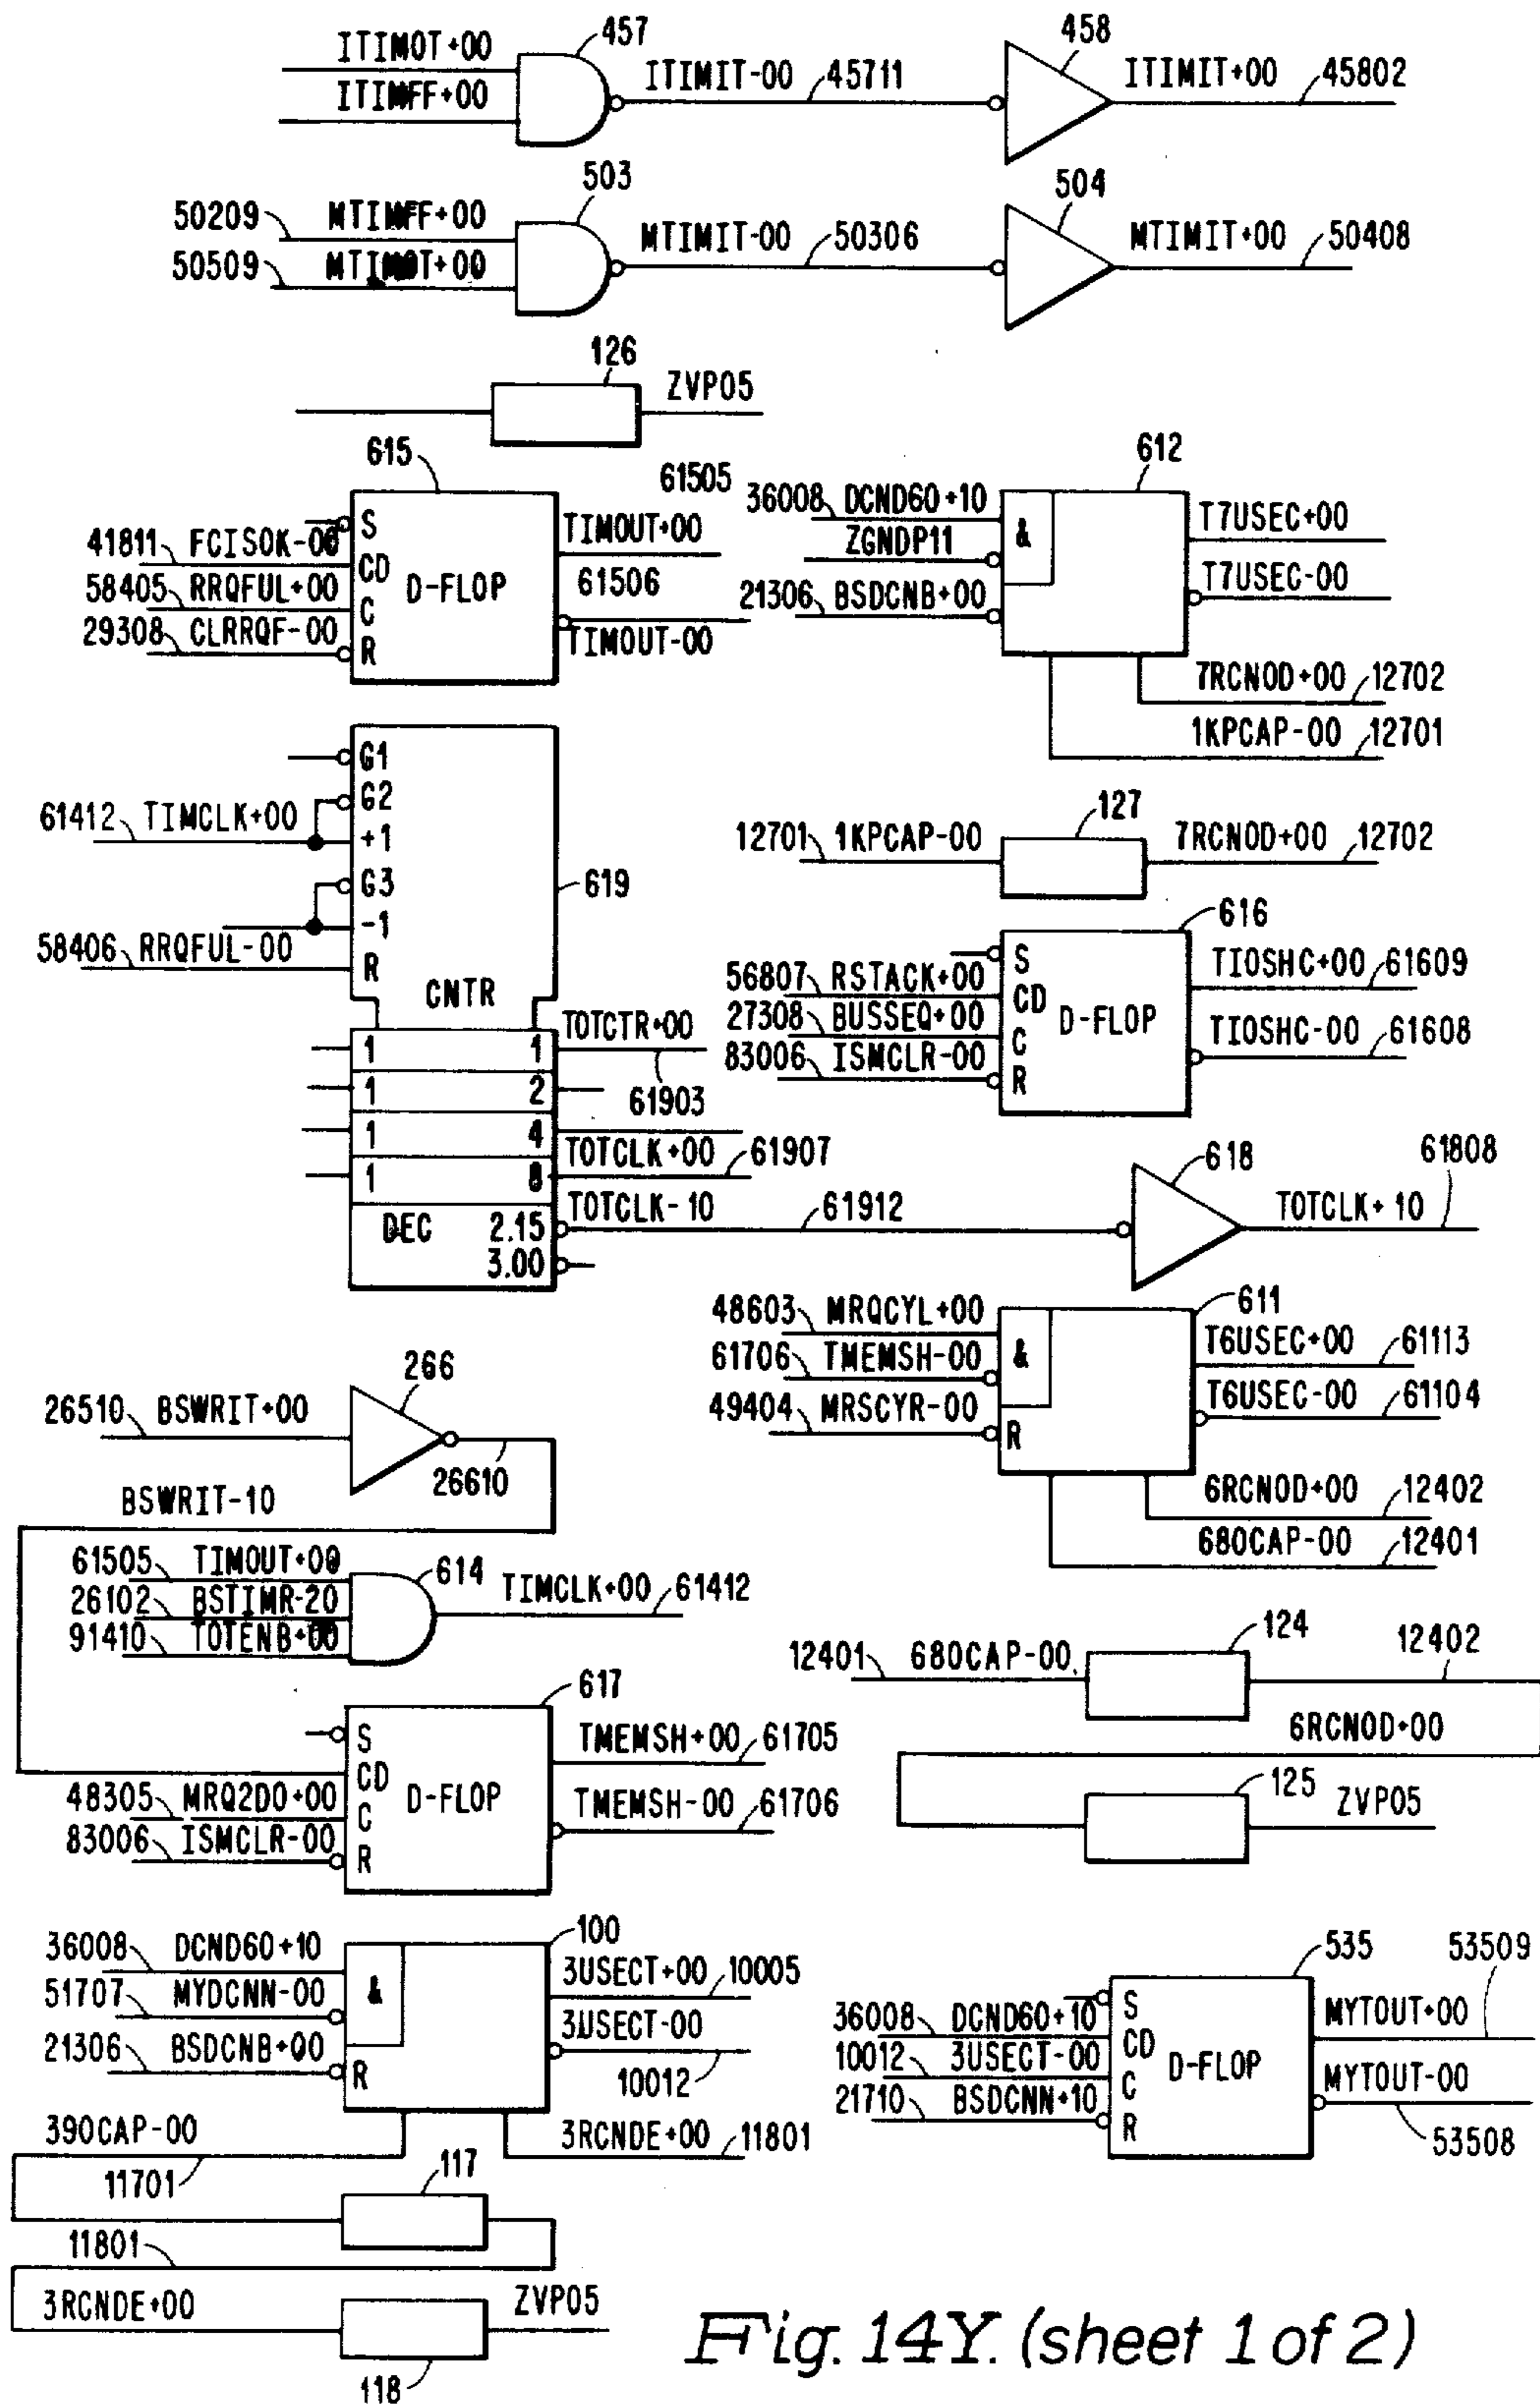 457
458
ITIMOT+00
ITIMFF+00
ITIMIT-00
45711
ITIMIT+00
45802
503
504
50209
MTIMFF+00
50509
MTIMOT+00
MTIMIT-00
50306
MTIMIT+00
50408
126
ZVP05
615
S
41811
FCISOK-00
CD
58405
RRQFUL+00
C
29308
CLRRQF-00
R
D-FLOP
61505
TIMOUT+00
61506
TIMOUT-00
612
36008
DCND60+10
&
ZGNDP11
21306
BSDCNB+00
T7USEC+00
T7USEC-00
7RCNOD+00
12702
1KPCAP-00
12701
G1
G2
61412
TIMCLK+00
+1
G3
-1
58406
RRQFUL-00
R
619
CNTR
1 1
TOTCTR+00
61903
1 2
1 4
1 8
TOTCLK+00
61907
DEC
2.15
3.00
TOTCLK-10
61912
127
12701
1KPCAP-00
7RCNOD+00
12702
616
S
56807
RSTACK+00
CD
27308
BUSSEQ+00
C
83006
ISMCLR-00
R
D-FLOP
TIOSHC+00
61609
TIOSHC-00
61608
618
TOTCLK+10
61808
611
48603
MRQCYL+00
&
61706
TMEMSH-00
49404
MRSCYR-00
R
T6USEC+00
61113
T6USEC-00
61104
6RCNOD+00
12402
680CAP-00
12401
266
26510
BSWRIT+00
26610
BSWRIT-10
61505
TIMOUT+00
26102
BSTIMR-20
91410
TOTENB+00
614
TIMCLK+00
61412
124
12401
680CAP-00
12402
6RCNOD+00
125
ZVP05
617
S
CD
48305
MRQ2D0+00
C
83006
ISMCLR-00
R
D-FLOP
TMEMSH+00
61705
TMEMSH-00
61706
100
36008
DCND60+10
&
51707
MYDCNN-00
21306
BSDCNB+00
R
3USECT+00
10005
3USECT-00
10012
390CAP-00
11701
3RCNDE+00
11801
117
11801
3RCNDE+00
118
ZVP05
535
S
36008
DCND60+10
CD
10012
3USECT-00
C
21710
BSDCNN+10
R
D-FLOP
MYTOUT+00
53509
MYTOUT-00
53508
Fig. 14Y. (sheet 1 of 2)